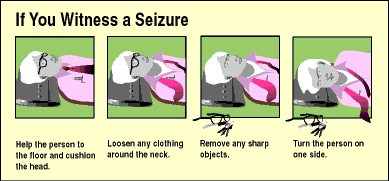 If You Witness a Seizure
Help the person to
the floor and cushion
the head.
Loosen any clothing
around the neck.
Remove any sharp
objects.
Turn the person on
one side.